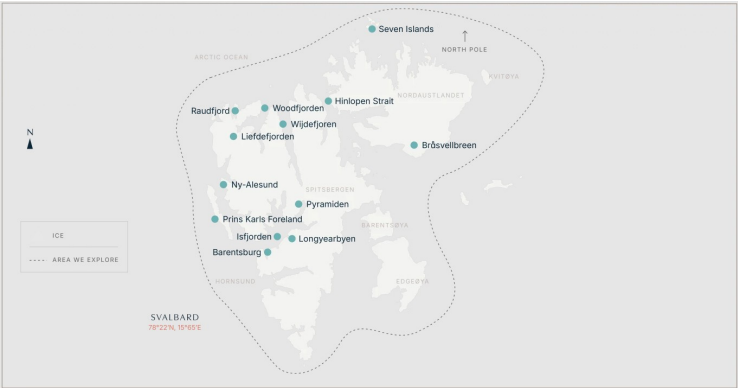 Seven Islands
NORTH POLE
ARCTIC OCEAN
KVITØYA
NORDAUSTLANDET
Hinlopen Strait
Woodfjorden
Raudfjord
Wijdefjoren
Liefdefjorden
Bråsvellbreen
N
Ny-Alesund
SPITSBERGEN
Pyramiden
Prins Karls Foreland
BARENTSØYA
Isfjorden
Longyearbyen
ICE
Barentsburg
AREA WE EXPLORE
HORNSUND
EDGEØYA
SVALBARD
78°22'N, 15°65'E